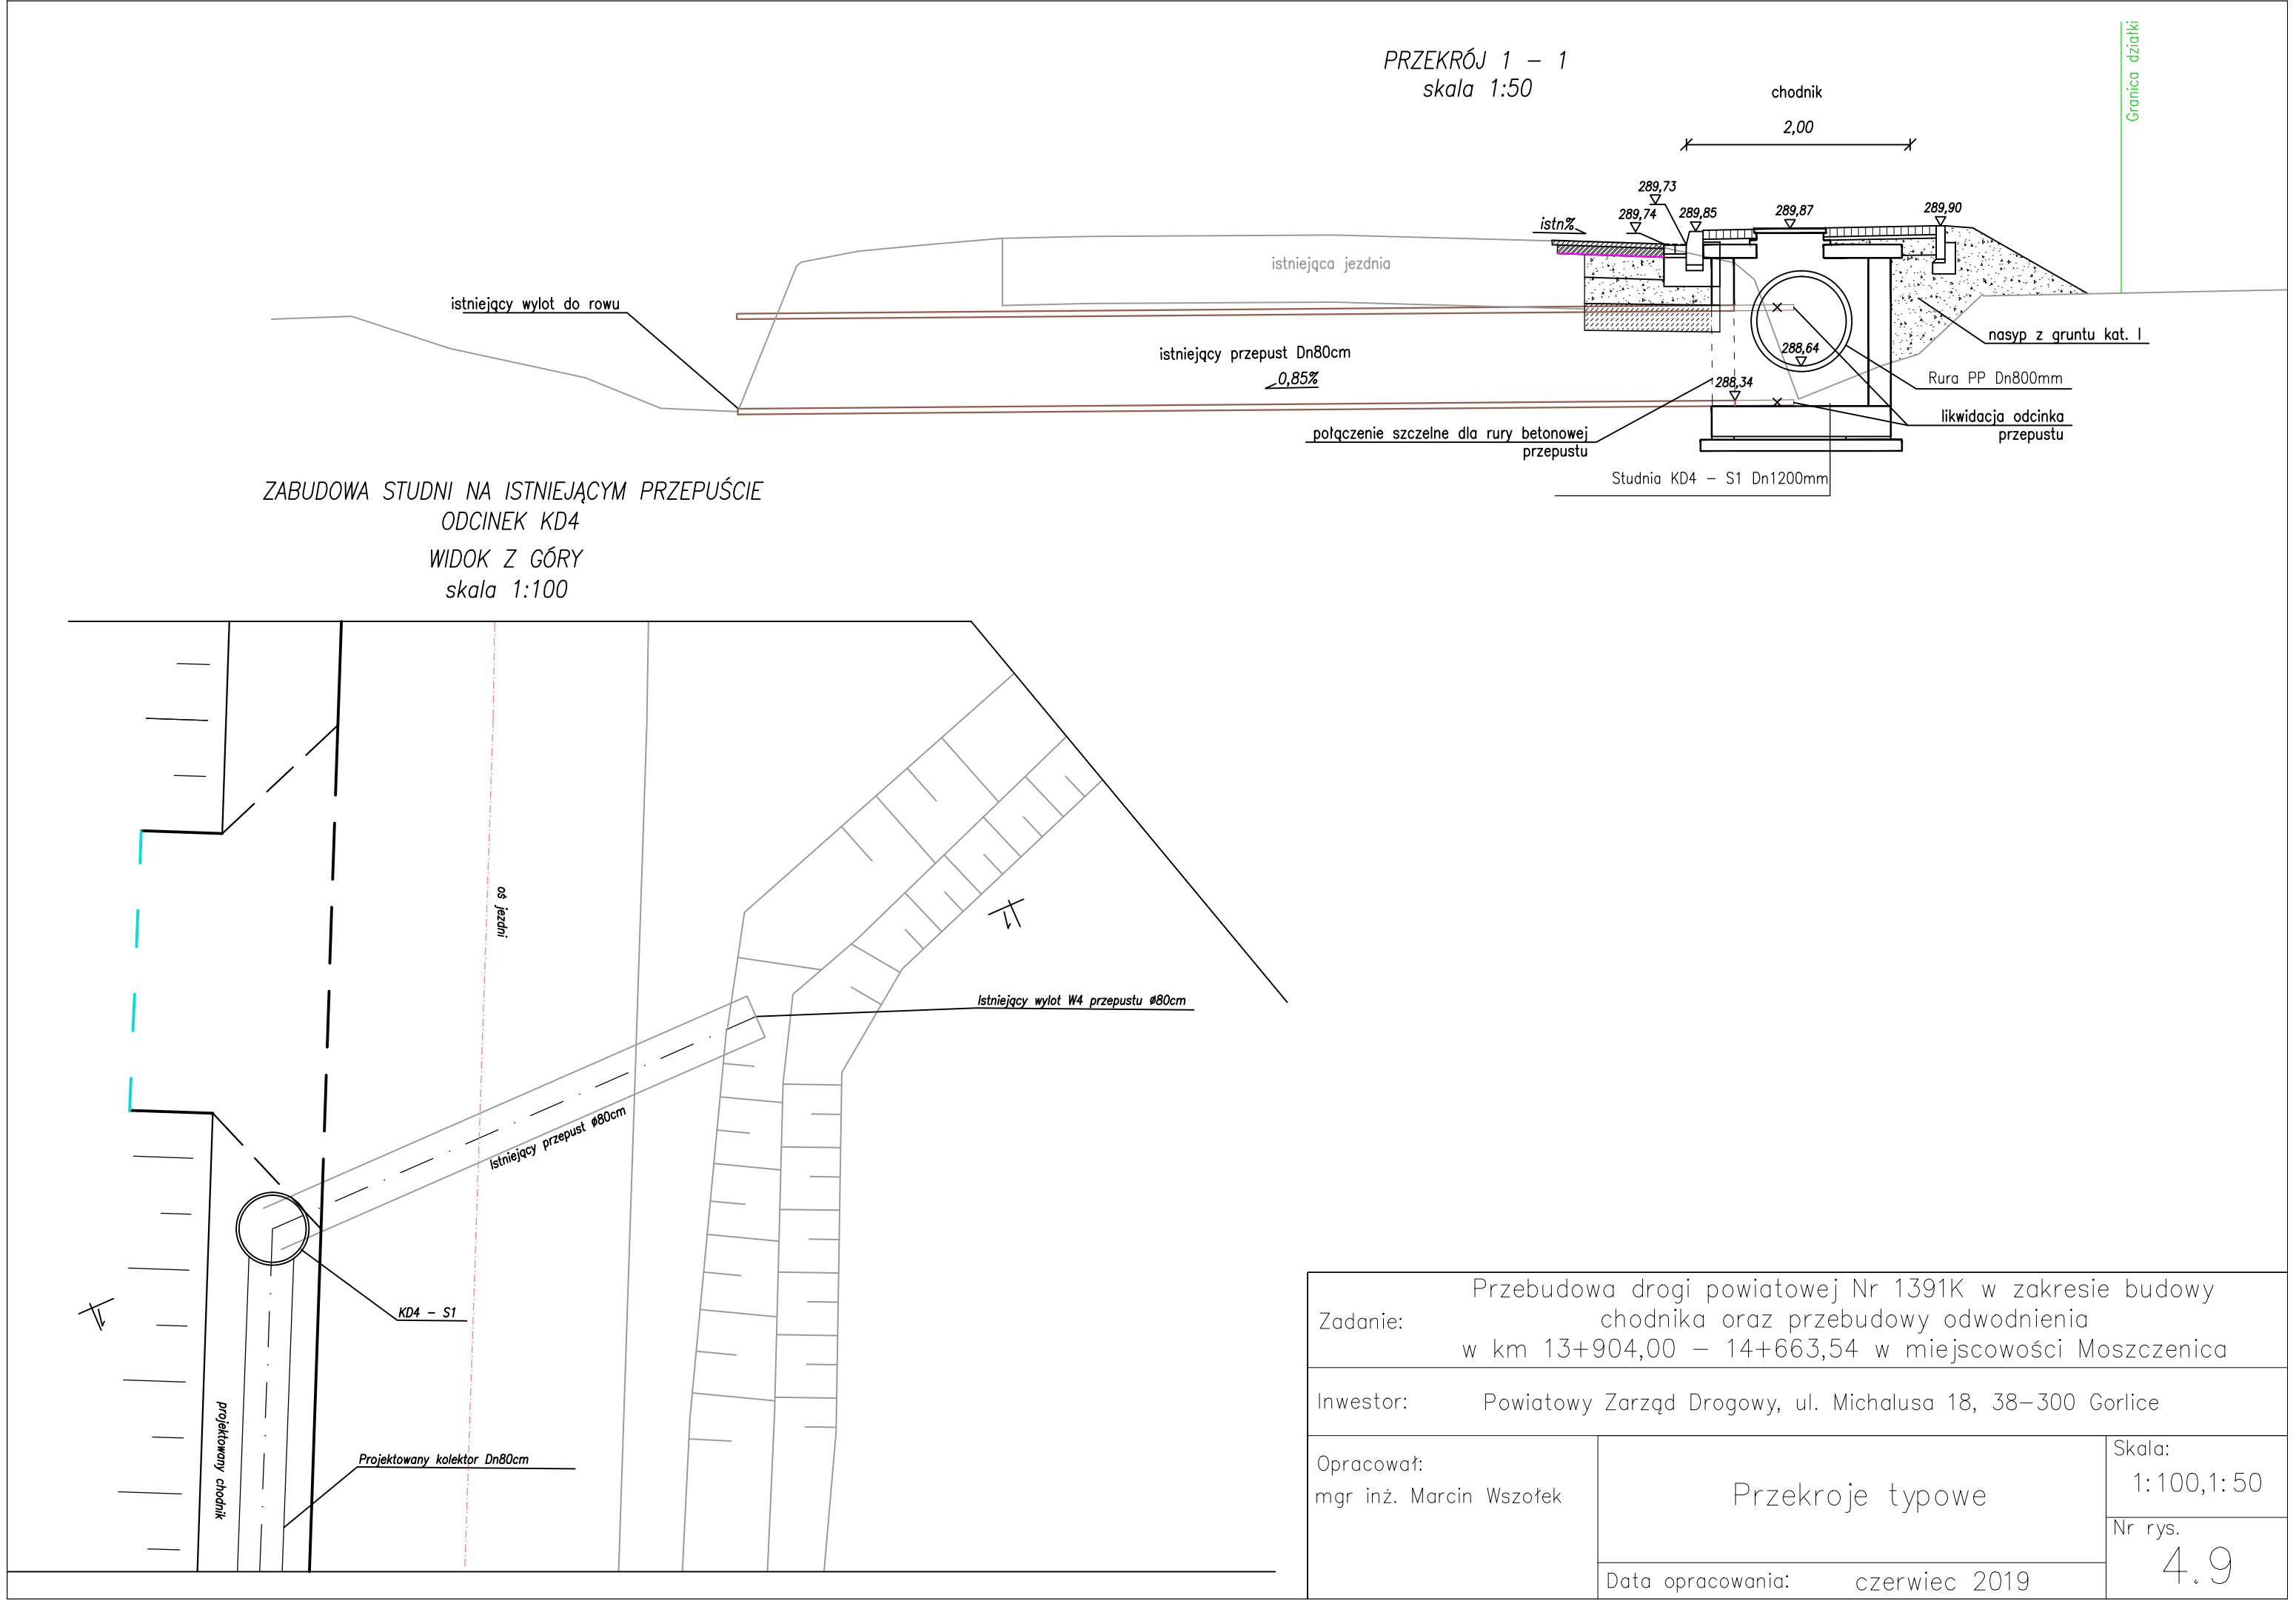 PRZEKRÓJ 1 – 1
skala 1:50
Granica działki
chodnik
2,00
289,73
289,74
289,85
289,87
289,90
istn%
istniejąca jezdnia
istniejący wylot do rowu
istniejący przepust Dn80cm
0,85%
288,64
288,34
nasyp z gruntu kat. I
Rura PP Dn800mm
likwidacja odcinka
przepustu
połączenie szczelne dla rury betonowej
przepustu
Studnia KD4 – S1 Dn1200mm
ZABUDOWA STUDNI NA ISTNIEJĄCYM PRZEPUŚCIE
ODCINEK KD4
WIDOK Z GÓRY
skala 1:100
oś jezdni
1
Istniejący wylot W4 przepustu ø80cm
Istniejący przepust ø80cm
1
KD4 – S1
projektowany chodnik
Projektowany kolektor Dn80cm
Zadanie:
Przebudowa drogi powiatowej Nr 1391K w zakresie budowy
chodnika oraz przebudowy odwodnienia
w km 13+904,00 – 14+663,54 w miejscowości Moszczenica
Inwestor:
Powiatowy Zarząd Drogowy, ul. Michalusa 18, 38–300 Gorlice
Opracował:
mgr inż. Marcin Wszołek
Przekroje typowe
Skala:
1:100,1:50
Nr rys.
4.9
Data opracowania:
czerwiec 2019